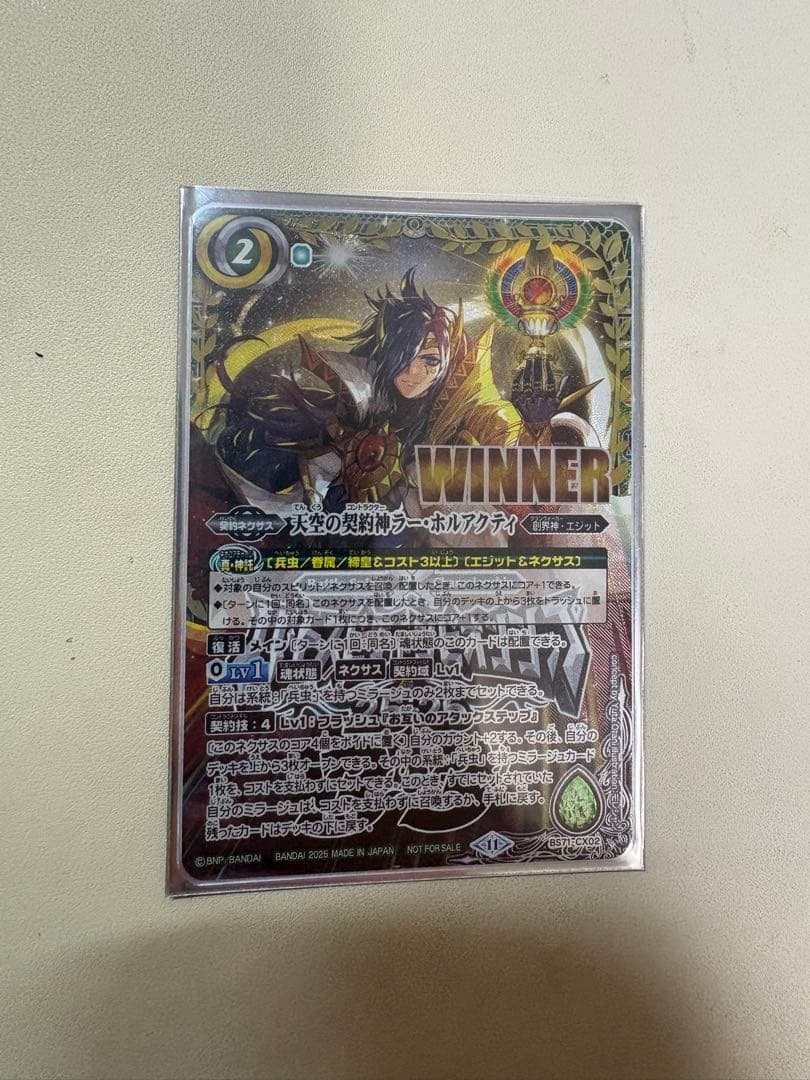 2
WINNER
契約ネクサス
天空の契約神ラー・ホルアクティ
創界神・エジット
真・神託
〔兵虫/眷属/締皇&コスト3以上〕〔エジット&ネクサス〕
◆対象の自分のスピリット/ネクサスを召喚/配置したとき、このネクサスにコア+1できる。
◆〔ターンに1回:同名〕このネクサスを配置したとき、自分のデッキの上から3枚をトラッシュに置
ける。その中の対象カード1枚につき、このネクサスにコア+1する。
復活 メイン〔ターンに1回:同名〕魂状態のこのカードは配置できる。
0 LV1 魂状態/ネクサス 契約域 Lv1
自分は系統:「兵虫」を持つミラージュのみ2枚までセットできる。
契約技:4 Lv1:フラッシュ『お互いのアタックステップ』
〔このネクサスのコア4個をボイドに置く〕自分のカウント+2する。その後、自分の
デッキを上から3枚オープンできる。その中の系統:「兵虫」を持つミラージュカード
1枚を、コストを支払わずにセットできる。このとき、すでにセットされていた
自分のミラージュは、コストを支払わずに召喚するか、手札に戻す。
残ったカードはデッキの下に戻す。
©BNP/BANDAI BANDAI 2025 MADE IN JAPAN NOT FOR SALE
11
BS71-CX02